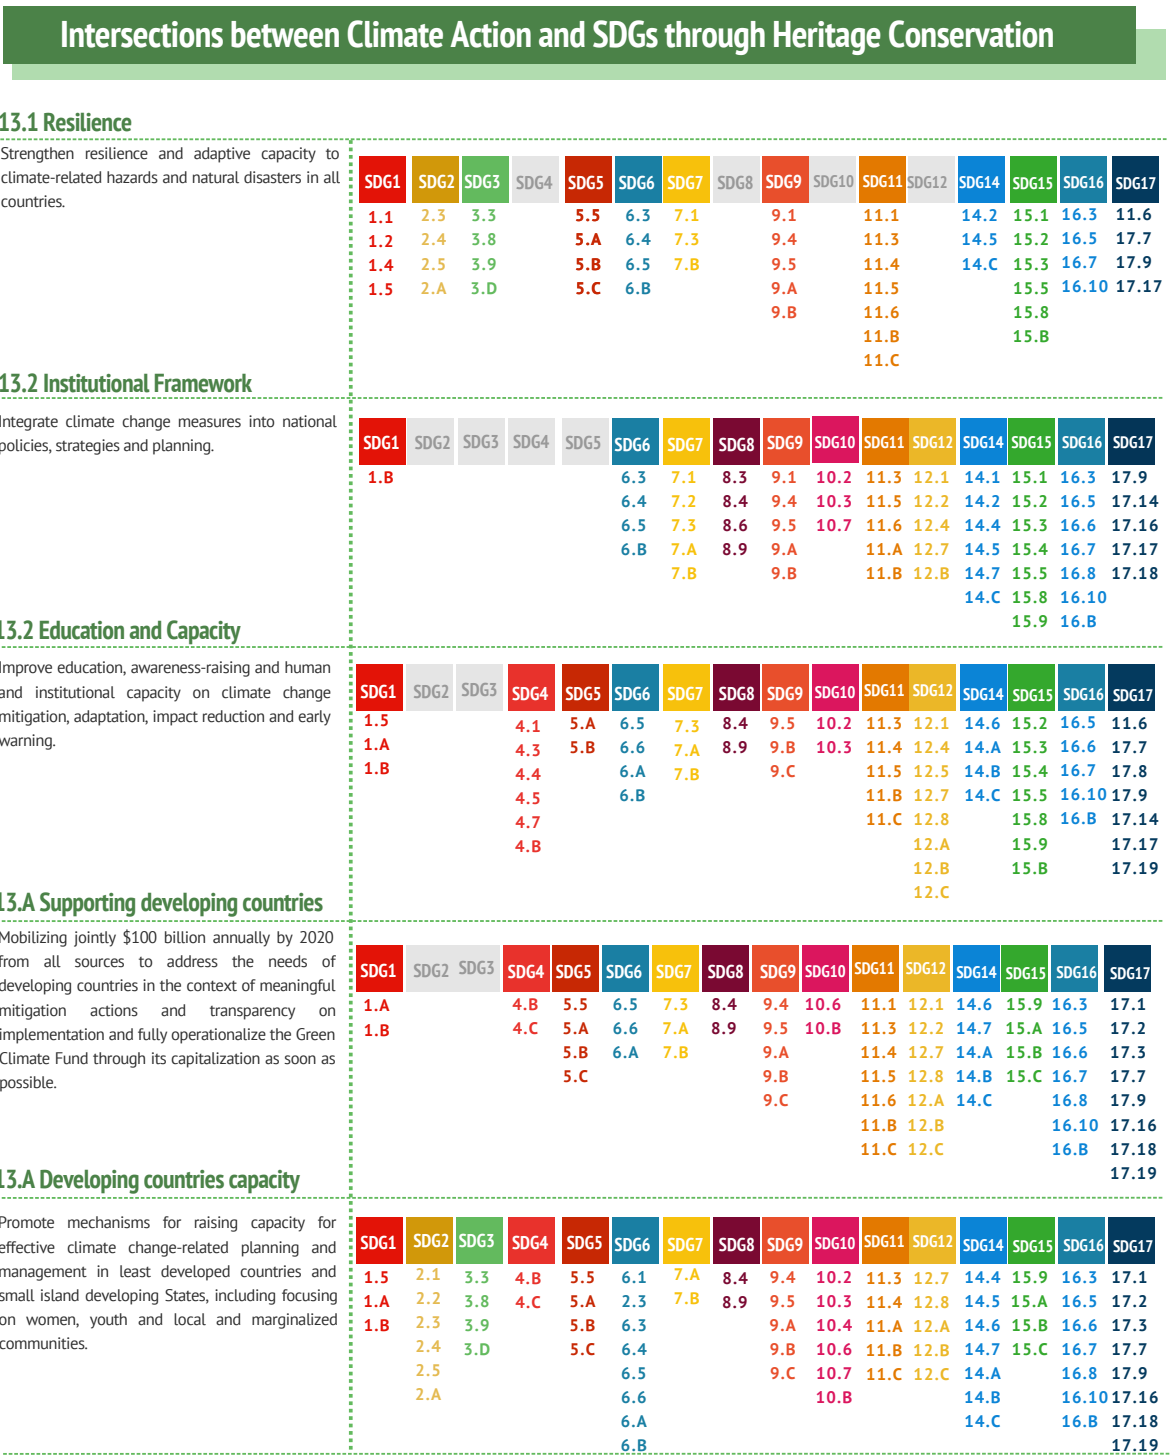 Intersections between Climate Action and SDGs through Heritage Conservation
13.1 Resilience
Strengthen resilience and adaptive capacity to
climate-related hazards and natural disasters in all
countries.
SDG1 SDG2 SDG3 SDG4 SDG5 SDG6 SDG7 SDG8 SDG9 SDG10 SDG11 SDG12 SDG14 SDG15 SDG16 SDG17
1.1 2.3 3.3 5.5 6.3 7.1 9.1 11.1 14.2 15.1 16.3 11.6
1.2 2.4 3.8 5.A 6.4 7.3 9.4 11.3 14.5 15.2 16.5 17.7
1.4 2.5 3.9 5.B 6.5 7.B 9.5 11.4 14.C 15.3 16.7 17.9
1.5 2.A 3.D 5.C 6.B 9.A 11.5 15.5 16.10 17.17
9.B 11.6 15.8
11.B 15.B
11.C
13.2 Institutional Framework
Integrate climate change measures into national
policies, strategies and planning.
SDG1 SDG2 SDG3 SDG4 SDG5 SDG6 SDG7 SDG8 SDG9 SDG10 SDG11 SDG12 SDG14 SDG15 SDG16 SDG17
1.B 6.3 7.1 8.3 9.1 10.2 11.3 12.1 14.1 15.1 16.3 17.9
6.4 7.2 8.4 9.4 10.3 11.5 12.2 14.2 15.2 16.5 17.14
6.5 7.3 8.6 9.5 10.7 11.6 12.4 14.4 15.3 16.6 17.16
6.B 7.A 8.9 9.A 11.A 12.7 14.5 15.4 16.7 17.17
7.B 9.B 11.B 12.B 14.7 15.5 16.8 17.18
14.C 15.8 16.10
15.9 16.B
13.2 Education and Capacity
Improve education, awareness-raising and human
and institutional capacity on climate change
mitigation, adaptation, impact reduction and early
warning.
SDG1 SDG2 SDG3 SDG4 SDG5 SDG6 SDG7 SDG8 SDG9 SDG10 SDG11 SDG12 SDG14 SDG15 SDG16 SDG17
1.5 4.1 5.A 6.5 7.3 8.4 9.5 10.2 11.3 12.1 14.6 15.2 16.5 11.6
1.A 4.3 5.B 6.6 7.A 8.9 9.B 10.3 11.4 12.4 14.A 15.3 16.6 17.7
1.B 4.4 6.A 7.B 9.C 11.5 12.5 14.B 15.4 16.7 17.8
4.5 6.B 11.B 12.7 14.C 15.5 16.10 17.9
4.7 11.C 12.8 15.8 16.B 17.14
4.B 12.A 15.9 17.17
12.B 15.B 17.19
12.C
13.A Supporting developing countries
Mobilizing jointly $100 billion annually by 2020
from all sources to address the needs of
developing countries in the context of meaningful
mitigation actions and transparency on
implementation and fully operationalize the Green
Climate Fund through its capitalization as soon as
possible.
SDG1 SDG2 SDG3 SDG4 SDG5 SDG6 SDG7 SDG8 SDG9 SDG10 SDG11 SDG12 SDG14 SDG15 SDG16 SDG17
1.A 4.B 5.5 6.5 7.3 8.4 9.4 10.6 11.1 12.1 14.6 15.9 16.3 17.1
1.B 4.C 5.A 6.6 7.A 8.9 9.5 10.B 11.3 12.2 14.7 15.A 16.5 17.2
5.B 6.A 7.B 9.A 11.4 12.7 14.A 15.B 16.6 17.3
5.C 9.B 11.5 12.8 14.B 15.C 16.7 17.7
9.C 11.6 12.A 14.C 16.8 17.9
11.B 12.B 16.10 17.16
11.C 12.C 16.B 17.18
17.19
13.A Developing countries capacity
Promote mechanisms for raising capacity for
effective climate change-related planning and
management in least developed countries and
small island developing States, including focusing
on women, youth and local and marginalized
communities.
SDG1 SDG2 SDG3 SDG4 SDG5 SDG6 SDG7 SDG8 SDG9 SDG10 SDG11 SDG12 SDG14 SDG15 SDG16 SDG17
1.5 2.1 3.3 4.B 5.5 6.1 7.A 8.4 9.4 10.2 11.3 12.7 14.4 15.9 16.3 17.1
1.A 2.2 3.8 4.C 5.A 2.3 7.B 8.9 9.5 10.3 11.4 12.8 14.5 15.A 16.5 17.2
1.B 2.3 3.9 5.B 6.3 9.A 10.4 11.A 12.A 14.6 15.B 16.6 17.3
2.4 3.D 5.C 6.4 9.B 10.6 11.B 12.B 14.7 15.C 16.7 17.7
2.5 6.5 9.C 10.7 11.C 12.C 14.A 16.8 17.9
2.A 6.6 10.B 14.B 16.10 17.16
6.A 14.C 16.B 17.18
6.B 17.19